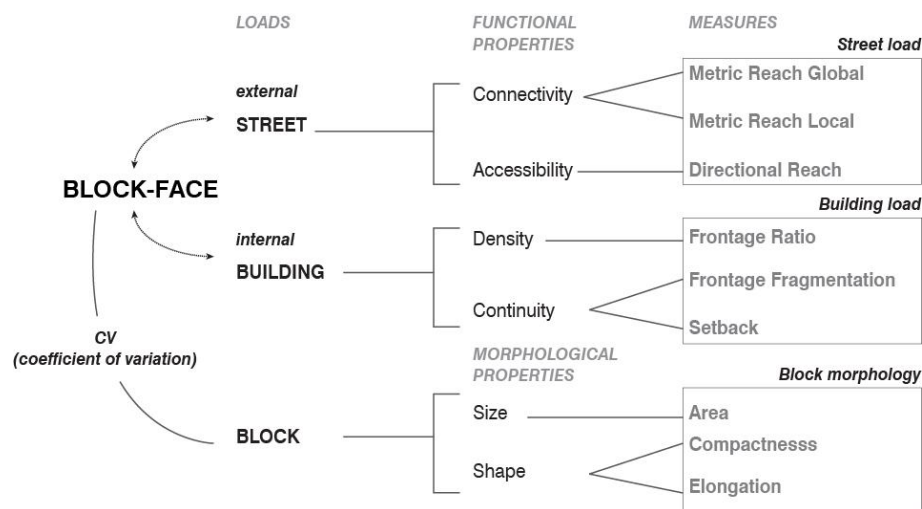 LOADS
FUNCTIONAL
PROPERTIES
MEASURES
Street load
external
STREET
Connectivity
Metric Reach Global
Metric Reach Local
Accessibility
Directional Reach
BLOCK-FACE
Building load
internal
BUILDING
Density
Frontage Ratio
Continuity
Frontage Fragmentation
Setback
CV
(coefficient of variation)
MORPHOLOGICAL
PROPERTIES
Block morphology
BLOCK
Size
Area
Shape
Compactnesss
Elongation